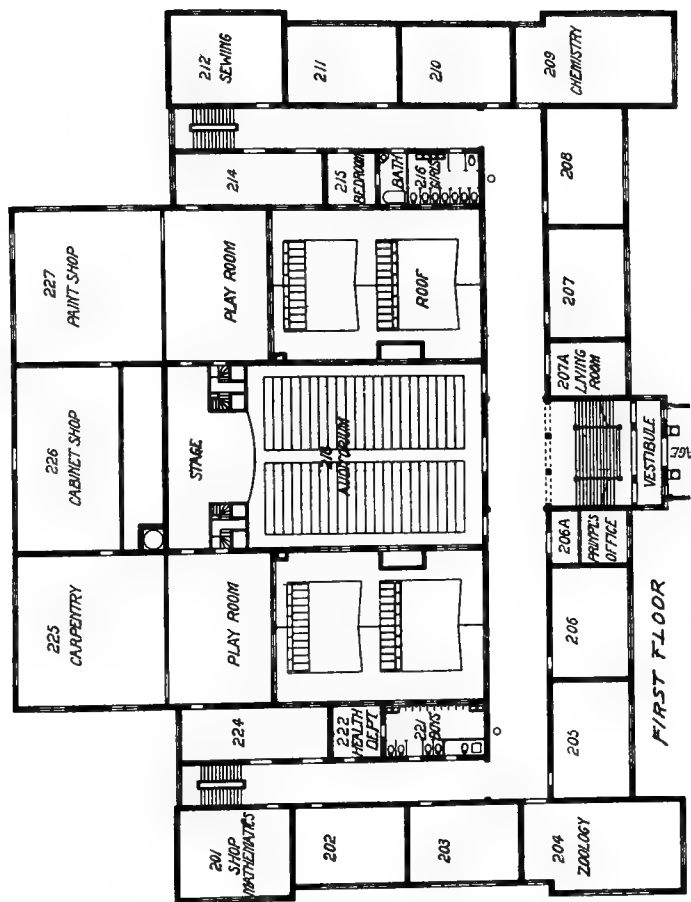 212
SEWING
211
210
209
CHEMISTRY
214
215
BEDROOM
BATH
216
GIRLS
208
227
PAINT SHOP
PLAY ROOM
ROOF
207
207A
LIVING
ROOM
226
CABINET SHOP
STAGE
AUDITORIUM
VESTIBULE
206A
PRINPL'S
OFFICE
225
CARPENTRY
PLAY ROOM
206
205
224
222
HEALTH
DEPT
221
BOYS
201
SHOP
MATHEMATICS
202
203
204
ZOOLOGY
FIRST FLOOR